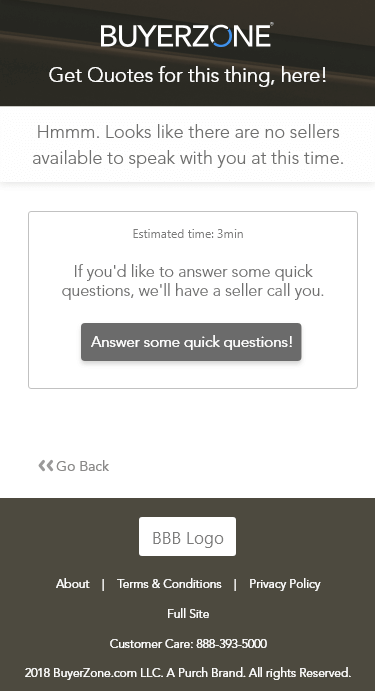 BUYERZONE®
Get Quotes for this thing, here!
Hmmm. Looks like there are no sellers
available to speak with you at this time.
Estimated time: 3min
If you'd like to answer some quick
questions, we'll have a seller call you.
Answer some quick questions!
Go Back
BBB Logo
About | Terms & Conditions | Privacy Policy
Full Site
Customer Care: 888-393-5000
2018 BuyerZone.com LLC. A Purch Brand. All rights Reserved.